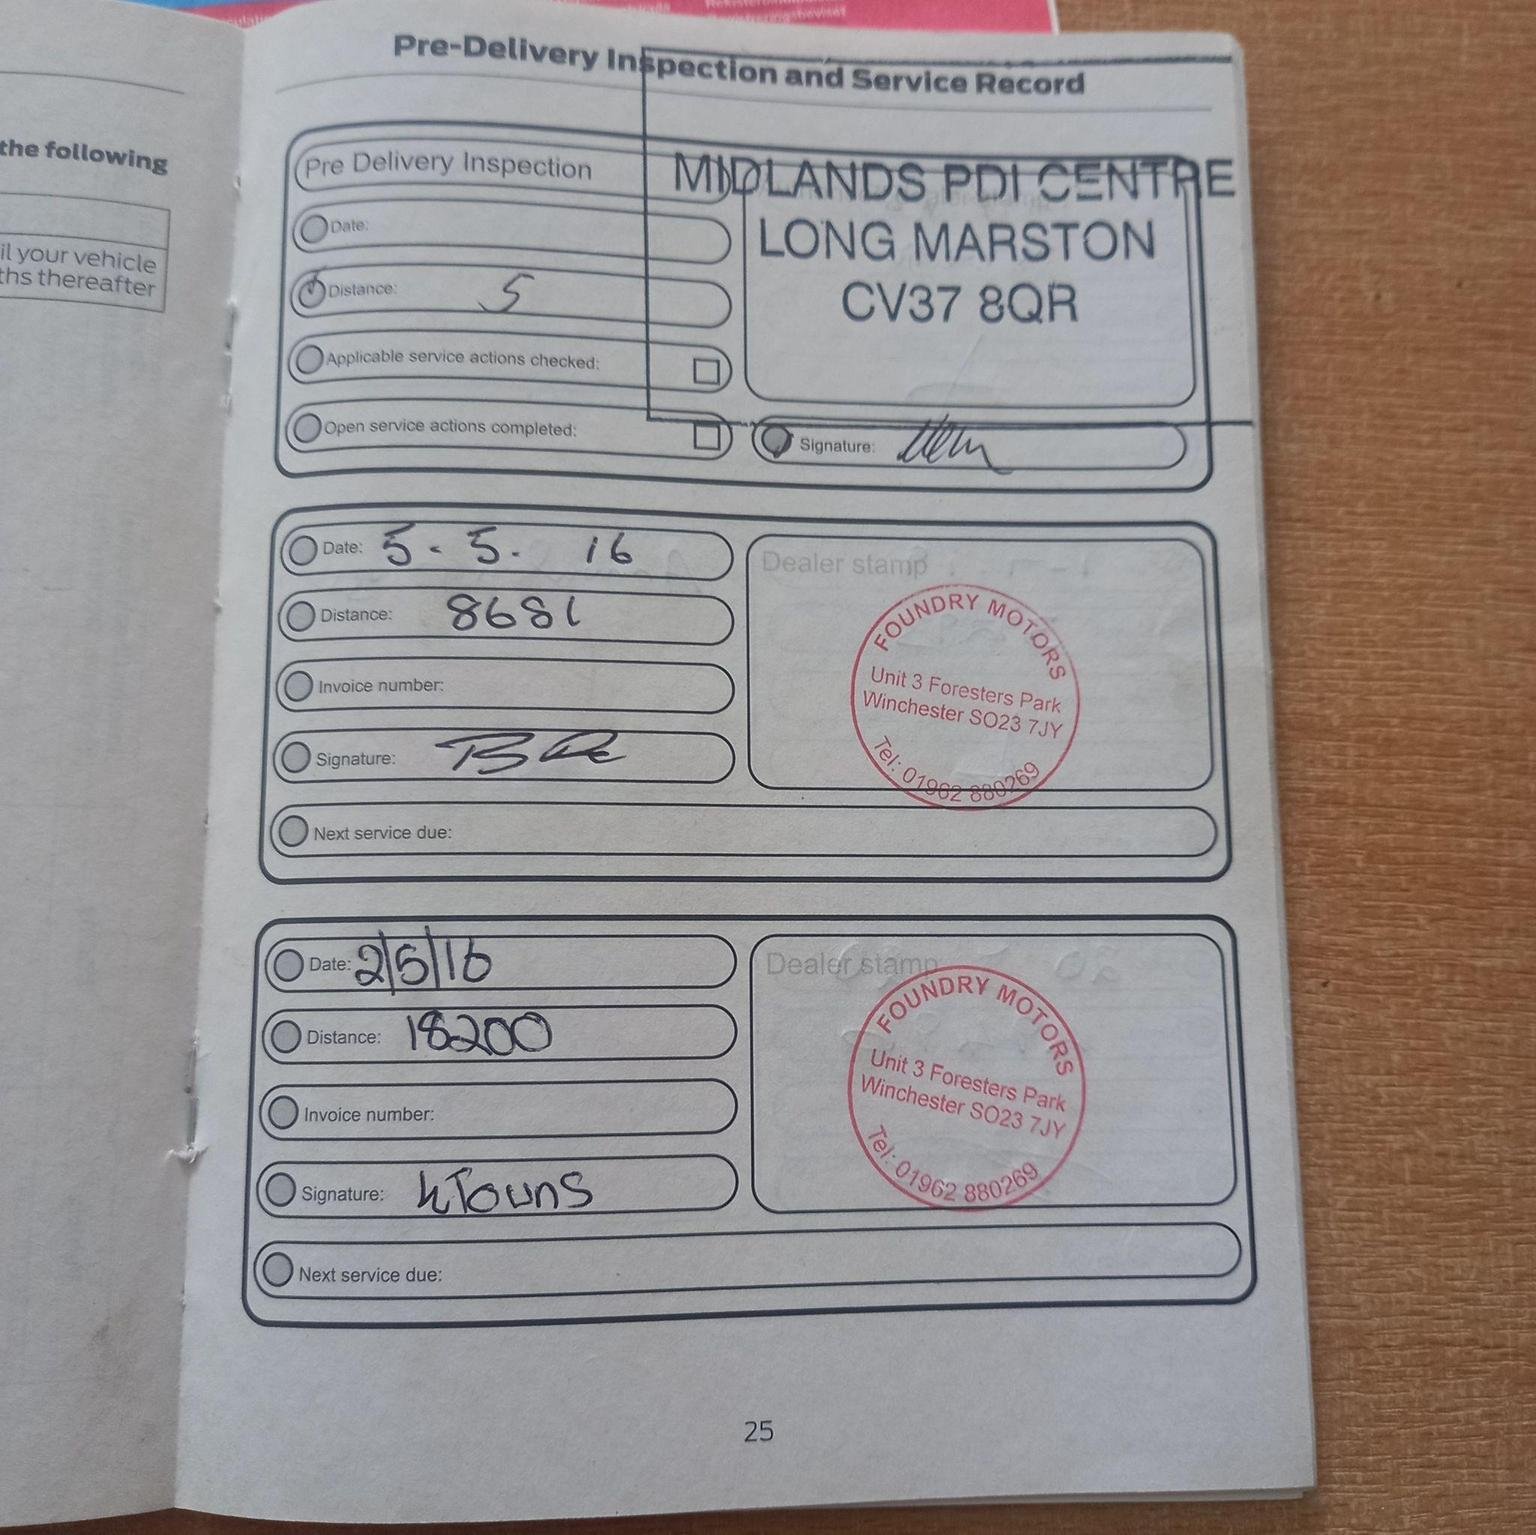 the following
il your vehicle
ths thereafter
Pre-Delivery Inspection and Service Record
Pre Delivery Inspection
MIDLANDS PDI CENTRE
LONG MARSTON
CV37 8QR
Date:
Distance: 5
Applicable service actions checked:
Open service actions completed:
Signature:
Date: 5 - 5 - 16
Distance: 8681
Invoice number:
Signature:
Next service due:
Dealer stamp
FOUNDRY MOTORS
Unit 3 Foresters Park
Winchester SO23 7JY
Tel: 01962 880269
Date: 2/5/16
Distance: 18200
Invoice number:
Signature: hTowns
Next service due:
Dealer stamp
FOUNDRY MOTORS
Unit 3 Foresters Park
Winchester SO23 7JY
Tel: 01962 880269
25